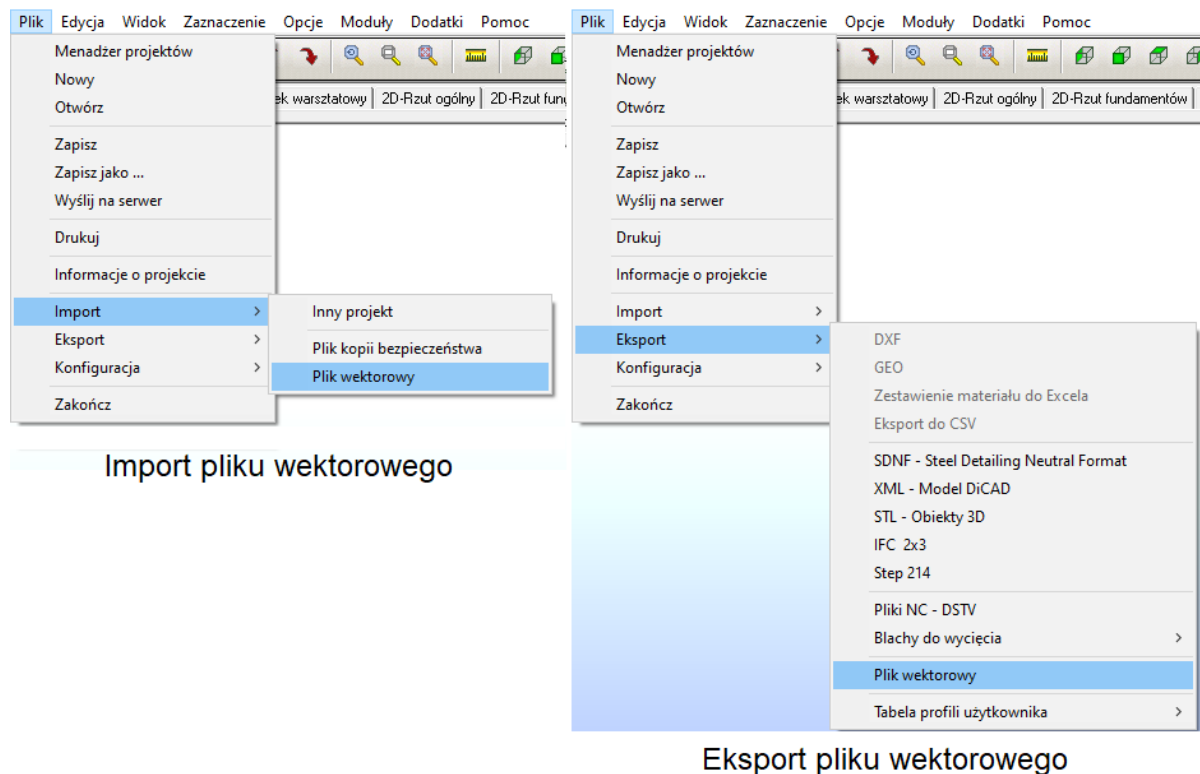 Plik Edycja Widok Zaznaczenie Opcje Moduły Dodatki Pomoc
Menadżer projektów
Nowy
Otwórz
ek warsztatowy 2D-Rzut ogólny 2D-Rzut fun
Zapisz
Zapisz jako ...
Wyślij na serwer
Drukuj
Informacje o projekcie
Import
Eksport
Konfiguracja
Zakończ
Inny projekt
Plik kopii bezpieczeństwa
Plik wektorowy
Import pliku wektorowego
Plik Edycja Widok Zaznaczenie Opcje Moduły Dodatki Pomoc
Menadżer projektów
Nowy
Otwórz
ek warsztatowy 2D-Rzut ogólny 2D-Rzut fundamentów
Zapisz
Zapisz jako ...
Wyślij na serwer
Drukuj
Informacje o projekcie
Import
Eksport
Konfiguracja
Zakończ
DXF
GEO
Zestawienie materiału do Excela
Eksport do CSV
SDNF - Steel Detailing Neutral Format
XML - Model DiCAD
STL - Obiekty 3D
IFC 2x3
Step 214
Pliki NC - DSTV
Blachy do wycięcia
Plik wektorowy
Tabela profili użytkownika
Eksport pliku wektorowego